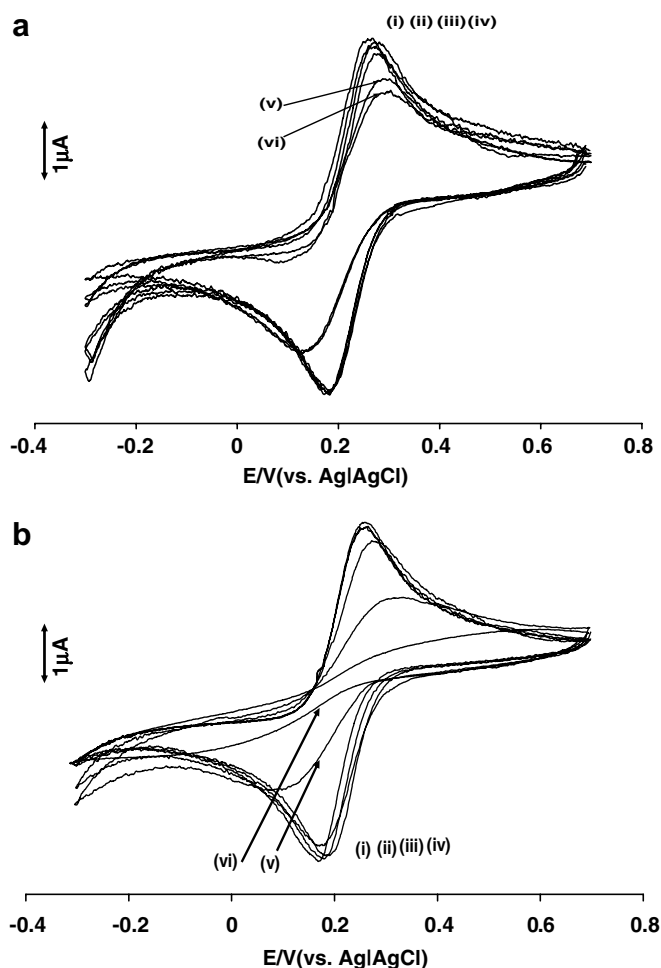 a
(i) (ii) (iii) (iv)
(v)
(vi)
1μA
-0.4 -0.2 0 0.2 0.4 0.6 0.8
E/V(vs. Ag|AgCl)
b
1μA
(vi) (v) (i) (ii) (iii) (iv)
-0.4 -0.2 0 0.2 0.4 0.6 0.8
E/V(vs. Ag|AgCl)